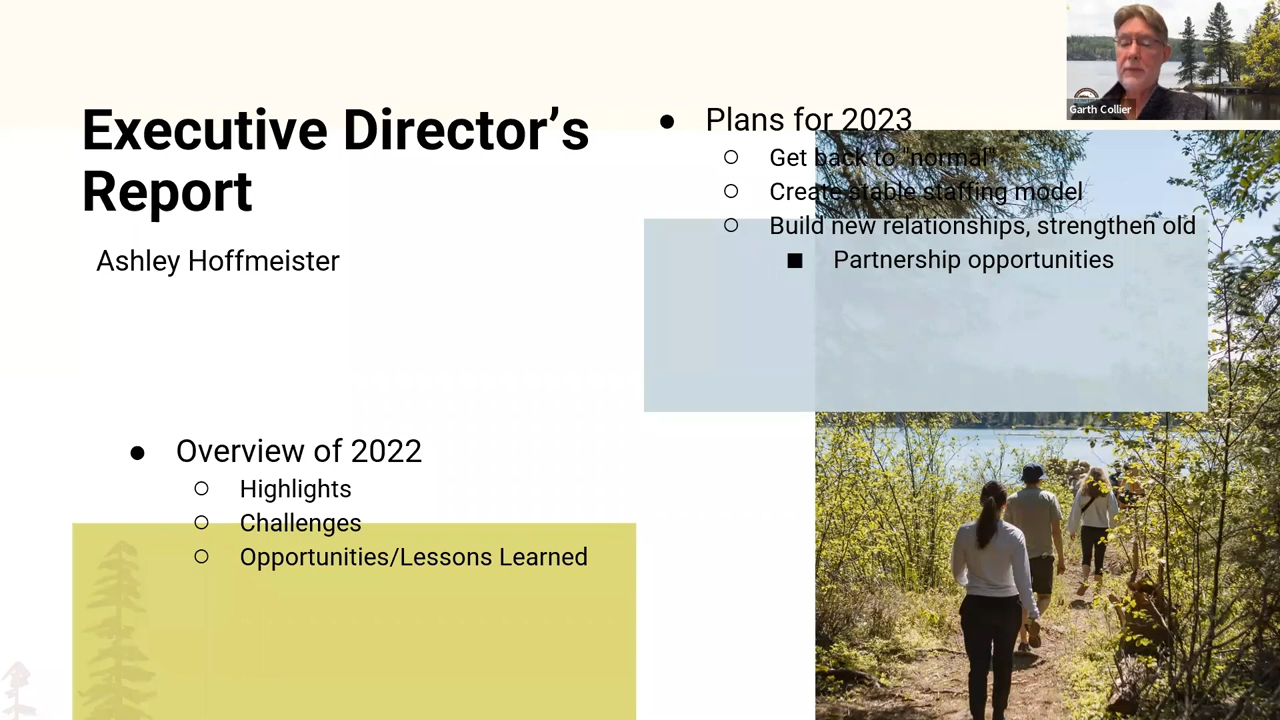 Executive Director’s
Report
Ashley Hoffmeister
● Overview of 2022
○ Highlights
○ Challenges
○ Opportunities/Lessons Learned
● Plans for 2023
○ Get back to "normal"
○ Create stable staffing model
○ Build new relationships, strengthen old
■ Partnership opportunities
Garth Collier